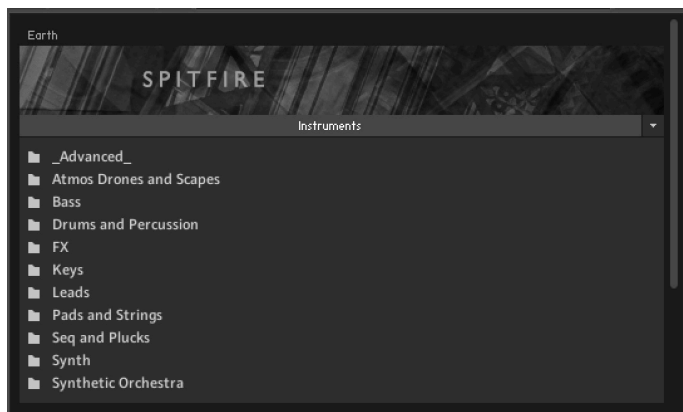 Earth
SPITFIRE
Instruments
_Advanced_
Atmos Drones and Scapes
Bass
Drums and Percussion
FX
Keys
Leads
Pads and Strings
Seq and Plucks
Synth
Synthetic Orchestra